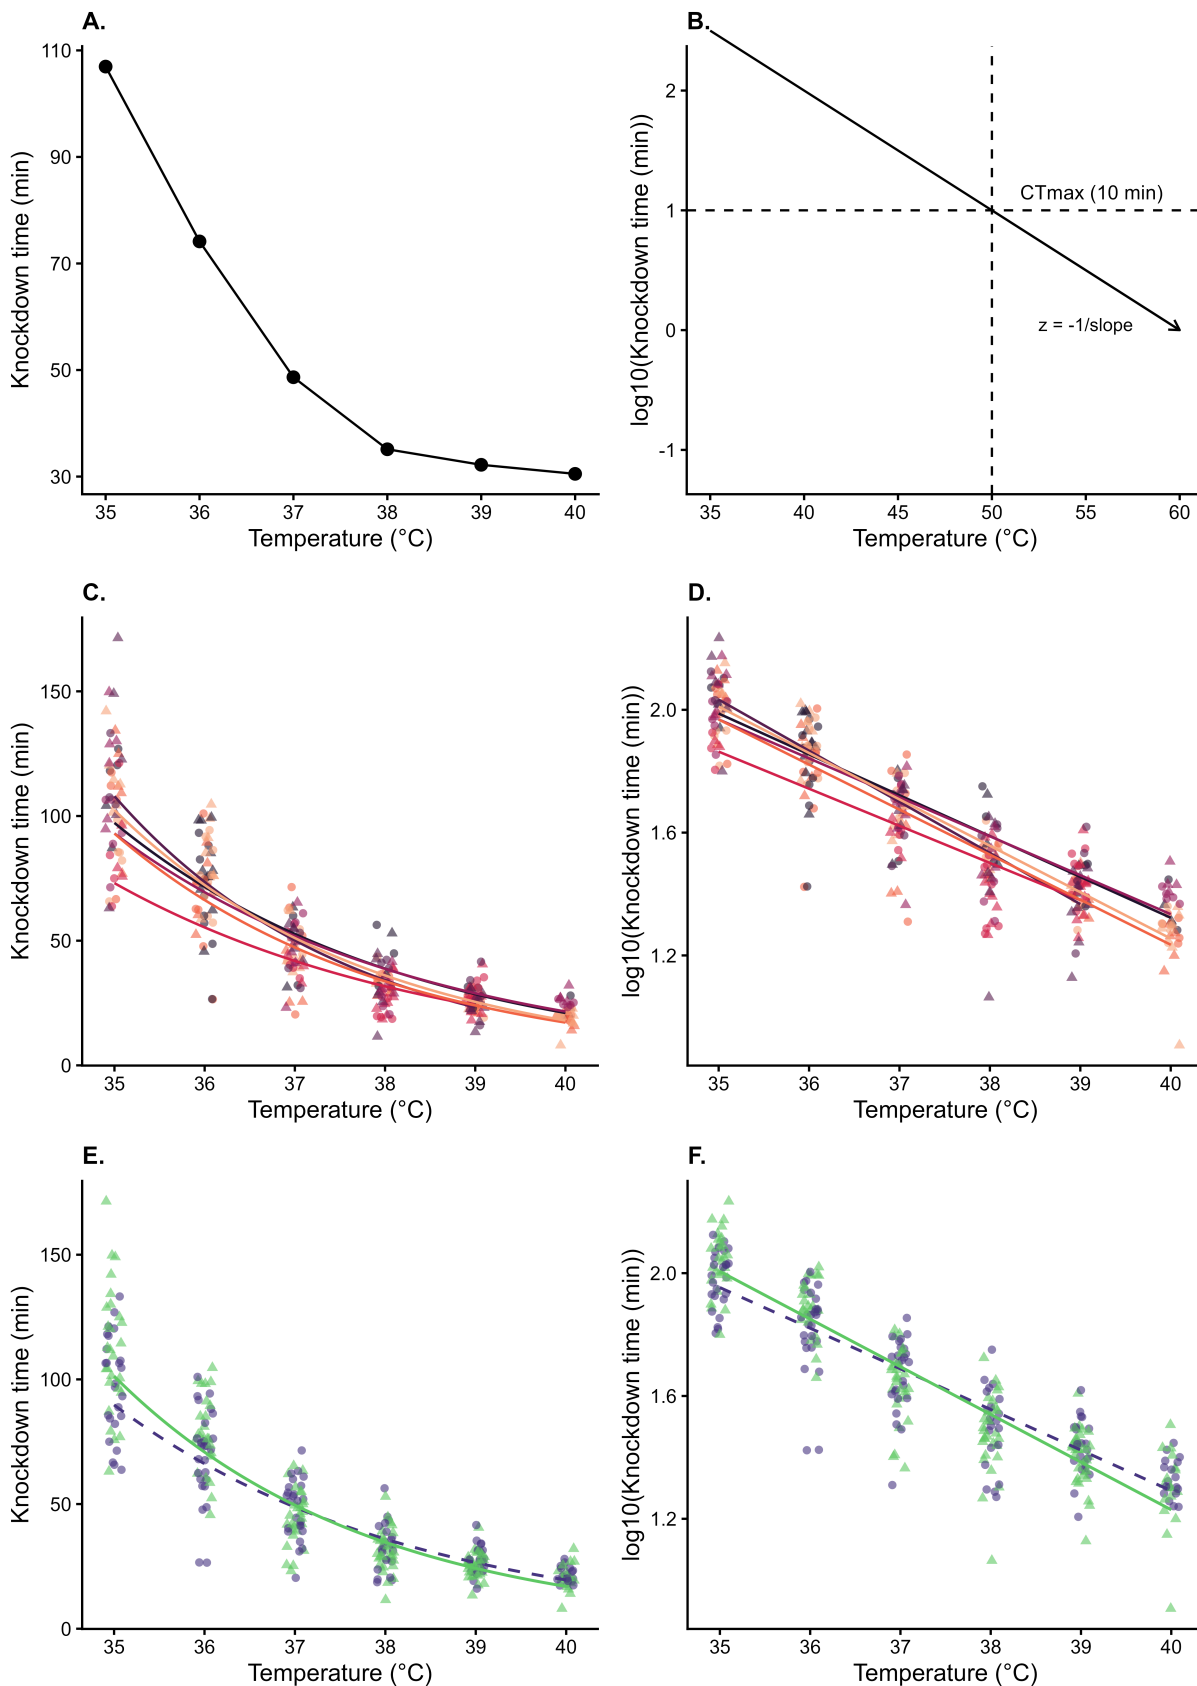 A.
Knockdown time (min)
110
90
70
50
30
35 36 37 38 39 40
Temperature (°C)
B.
log10(Knockdown time (min))
2
1
0
-1
CTmax (10 min)
z = -1/slope
35 40 45 50 55 60
Temperature (°C)
C.
Knockdown time (min)
150
100
50
0
35 36 37 38 39 40
Temperature (°C)
D.
log10(Knockdown time (min))
2.0
1.6
1.2
35 36 37 38 39 40
Temperature (°C)
E.
Knockdown time (min)
150
100
50
0
35 36 37 38 39 40
Temperature (°C)
F.
log10(Knockdown time (min))
2.0
1.6
1.2
35 36 37 38 39 40
Temperature (°C)